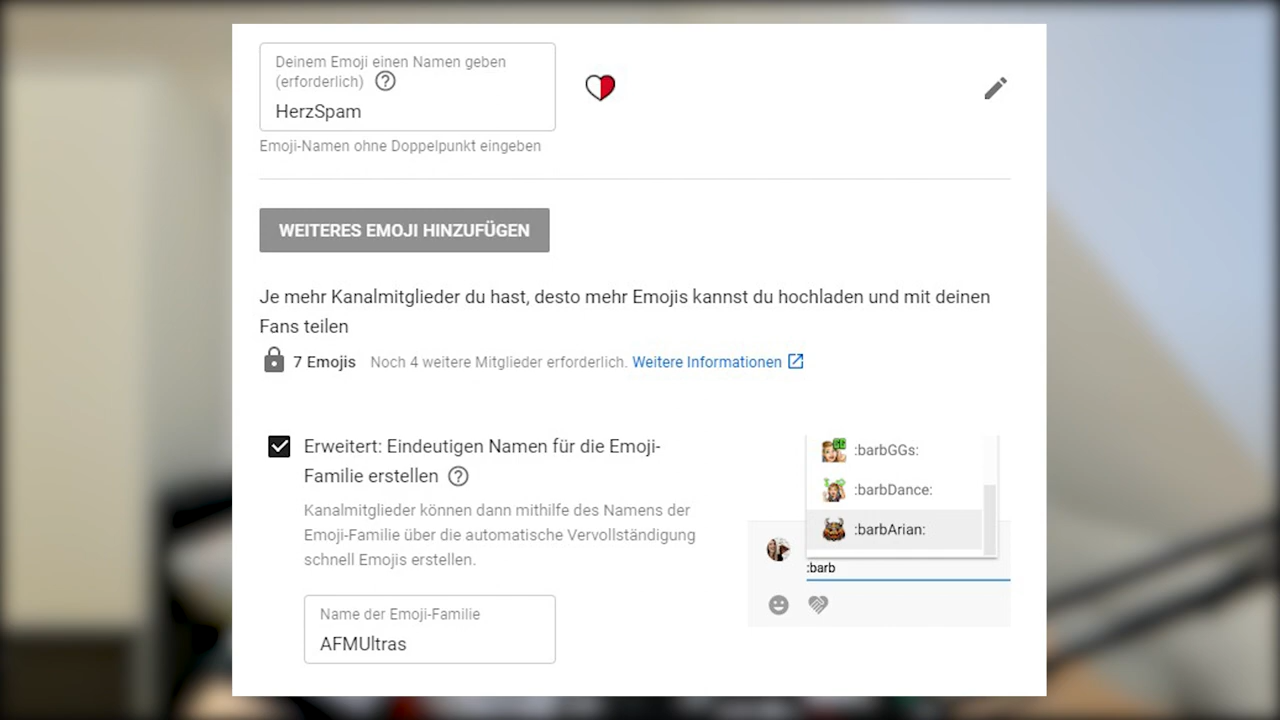 Deinem Emoji einen Namen geben
(erforderlich)
HerzSpam
Emoji-Namen ohne Doppelpunkt eingeben
WEITERES EMOJI HINZUFÜGEN
Je mehr Kanalmitglieder du hast, desto mehr Emojis kannst du hochladen und mit deinen
Fans teilen
7 Emojis Noch 4 weitere Mitglieder erforderlich. Weitere Informationen
Erweitert: Eindeutigen Namen für die Emoji-
Familie erstellen
Kanalmitglieder können dann mithilfe des Namens der
Emoji-Familie über die automatische Vervollständigung
schnell Emojis erstellen.
Name der Emoji-Familie
AFMUltras
:barbGGs:
:barbDance:
:barbArian:
:barb